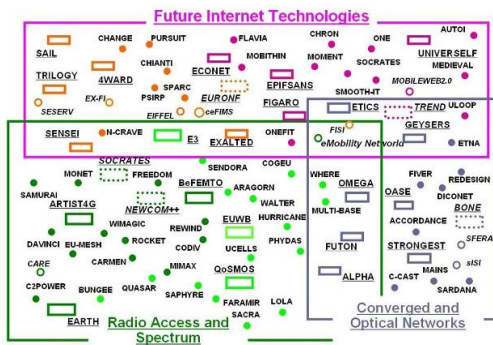 Future Internet Technologies
CHANGE PURSUIT FLAVIA CHRON ONE AUTOI
SAIL MOBITHIN MOMENT SOCRATES UNIVERSELF
CHIANTI ECONET MEDIEVAL
TRILOGY 4WARD SPARC EPIFSANS SMOOTH-IT MOBILEWEB2.0
PSIRP EURONF
SESERV EX-FI FIGARO ETICS TREND ULOOP
EIFFEL ceFIMS GEYSERS
SENSEI N-CRAVE E3 EXALTED ONEFIT FISI
eMobility Networld ETNA
SOCRATES SENDORA COGEU
MONET FREEDOM WHERE FIVER REDESIGN
SAMURAI BeFEMTO ARAGORN OMEGA OASE DICONET
ARTIST4G NEWCOM++ WALTER MULTI-BASE BONE
WIMAGIC REWIND EUWB HURRICANE ACCORDANCE
DAVINCI EU-MESH ROCKET CODIV FUTON STRONGEST SFERA
CARMEN UCELLS PHYDAS
CARE MIMAX QoSMOS MAINS sISI
C2POWER QUASAR ALPHA C-CAST
BUNGEE SAPHYRE FARAMIR LOLA SARDANA
EARTH SACRA
Radio Access and Spectrum
Converged and Optical Networks